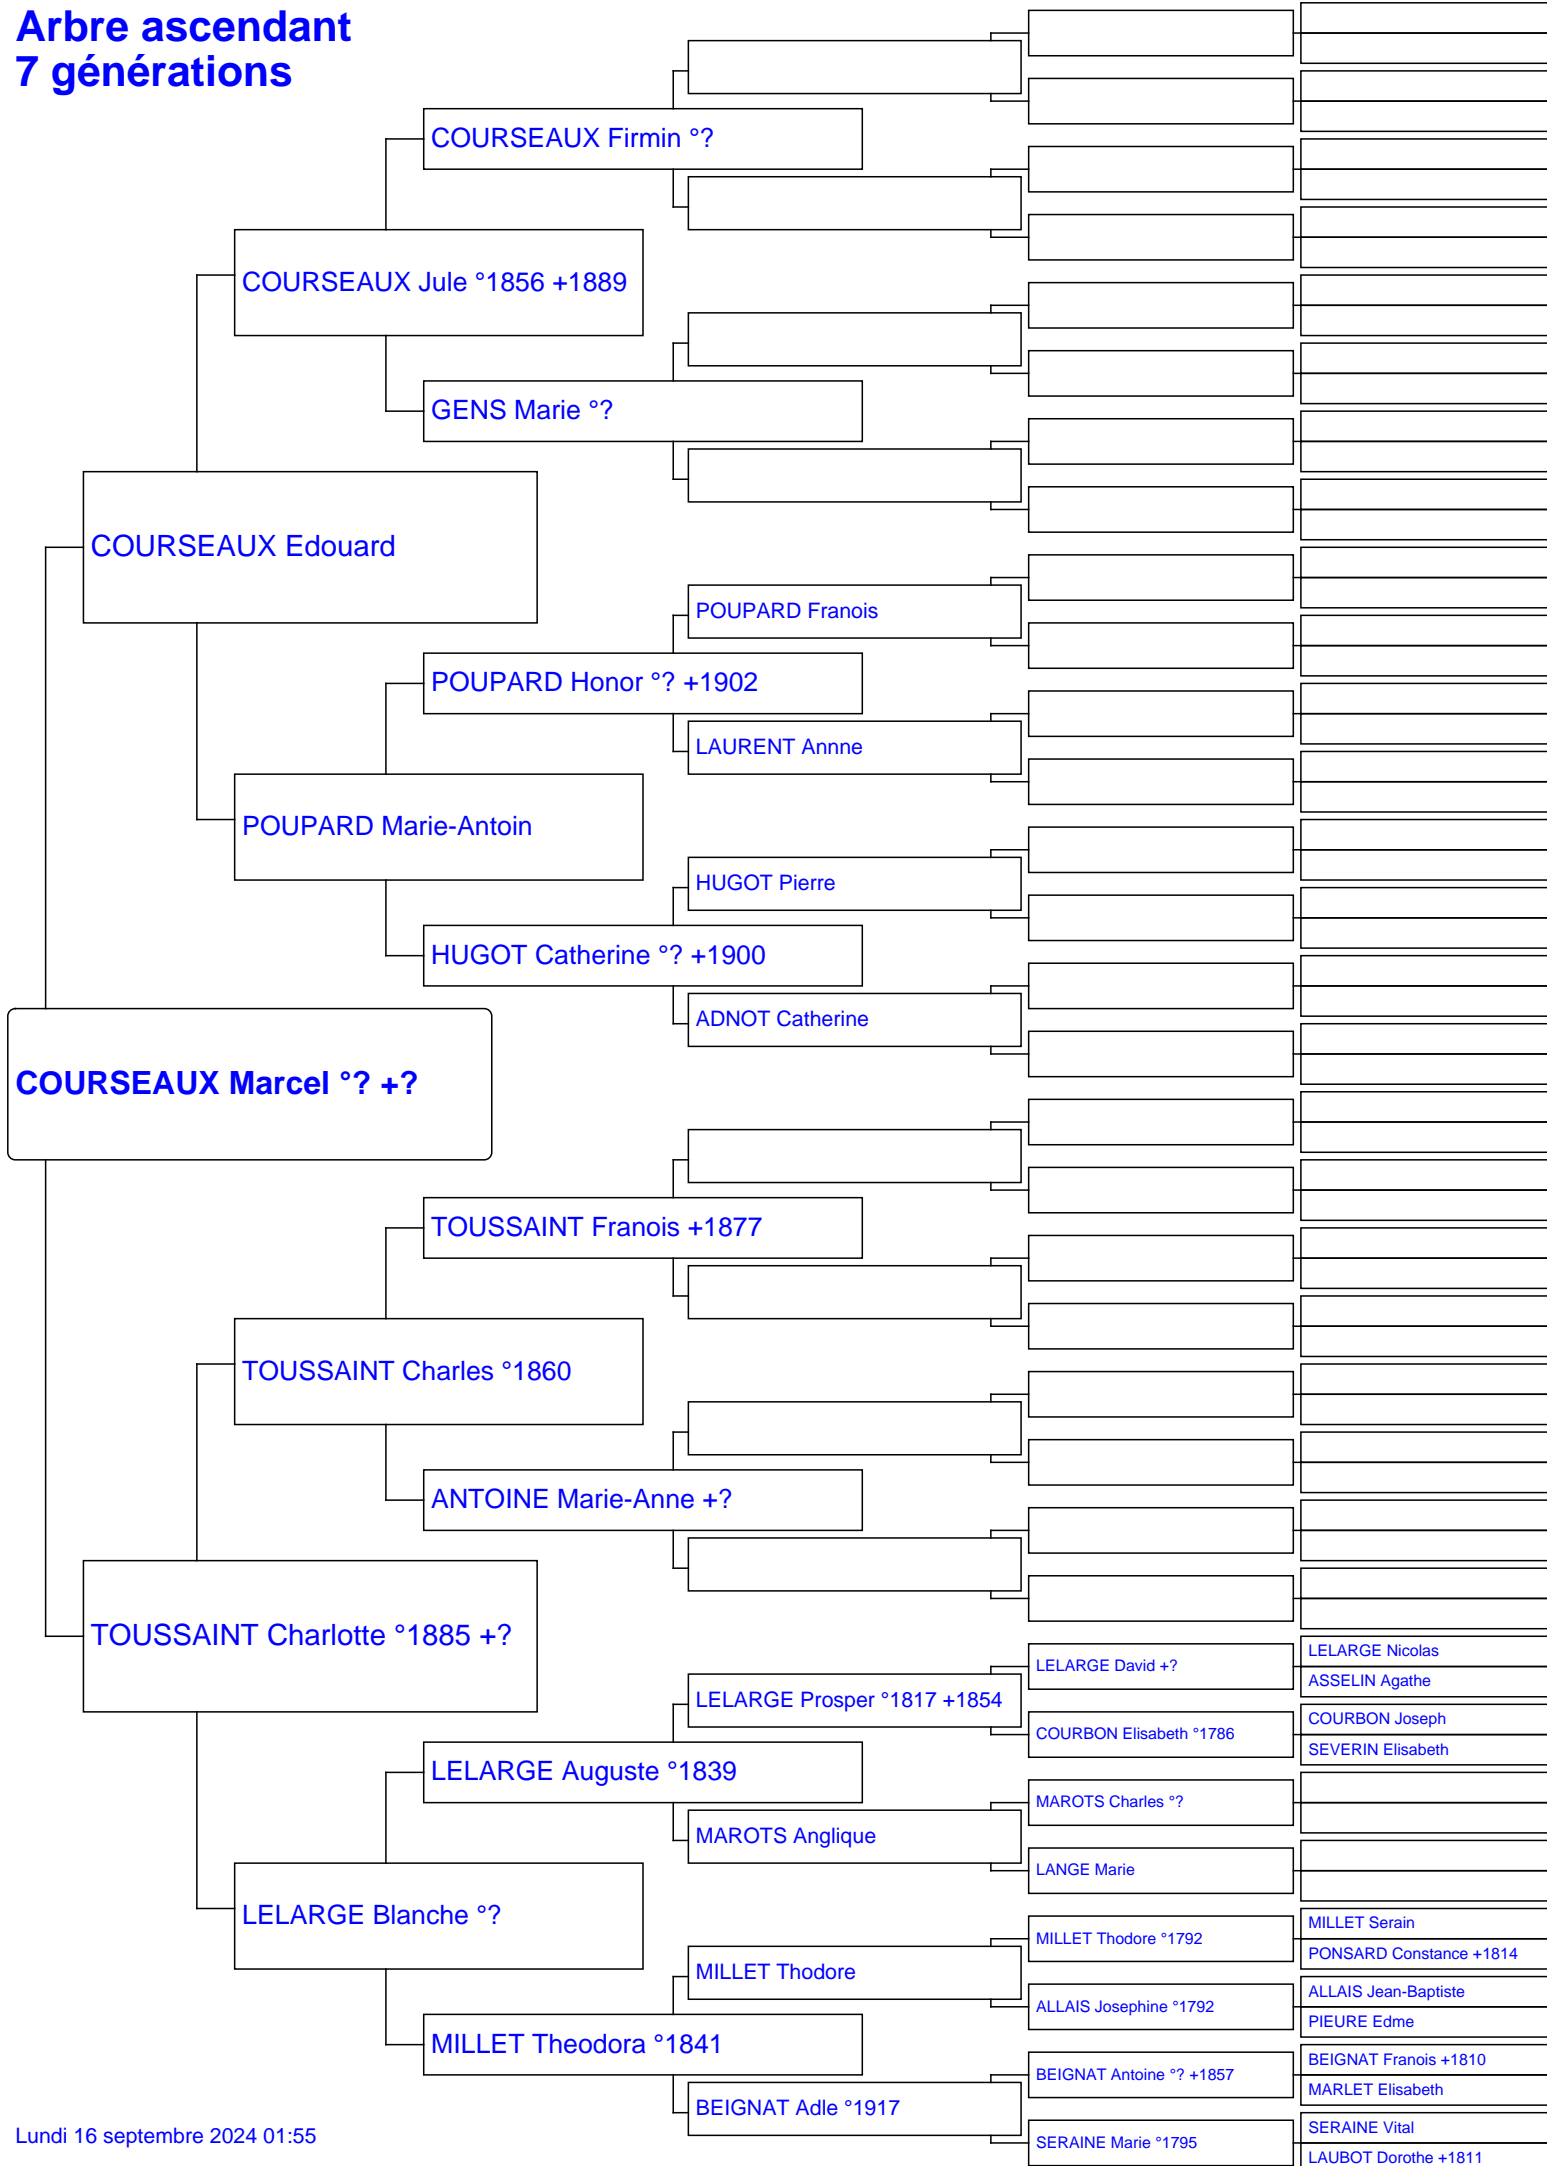 Arbre ascendant
7 générations
COURSEAUX Firmin °?
COURSEAUX Jule °1856 +1889
GENS Marie °?
COURSEAUX Edouard
POUPARD Franois
POUPARD Honor °? +1902
LAURENT Annne
POUPARD Marie-Antoin
HUGOT Pierre
HUGOT Catherine °? +1900
ADNOT Catherine
COURSEAUX Marcel °? +?
TOUSSAINT Franois +1877
TOUSSAINT Charles °1860
ANTOINE Marie-Anne +?
TOUSSAINT Charlotte °1885 +?
LELARGE Nicolas
LELARGE David +?
ASSELIN Agathe
LELARGE Prosper °1817 +1854
COURBON Joseph
COURBON Elisabeth °1786
SEVERIN Elisabeth
LELARGE Auguste °1839
MAROTS Charles °?
MAROTS Anglique
LANGE Marie
LELARGE Blanche °?
MILLET Serain
MILLET Thodore °1792
PONSARD Constance +1814
MILLET Thodore
ALLAIS Jean-Baptiste
ALLAIS Josephine °1792
PIEURE Edme
MILLET Theodora °1841
BEIGNAT Franois +1810
BEIGNAT Antoine °? +1857
MARLET Elisabeth
BEIGNAT Adle °1917
SERAINE Vital
SERAINE Marie °1795
LAUBOT Dorothe +1811
Lundi 16 septembre 2024 01:55